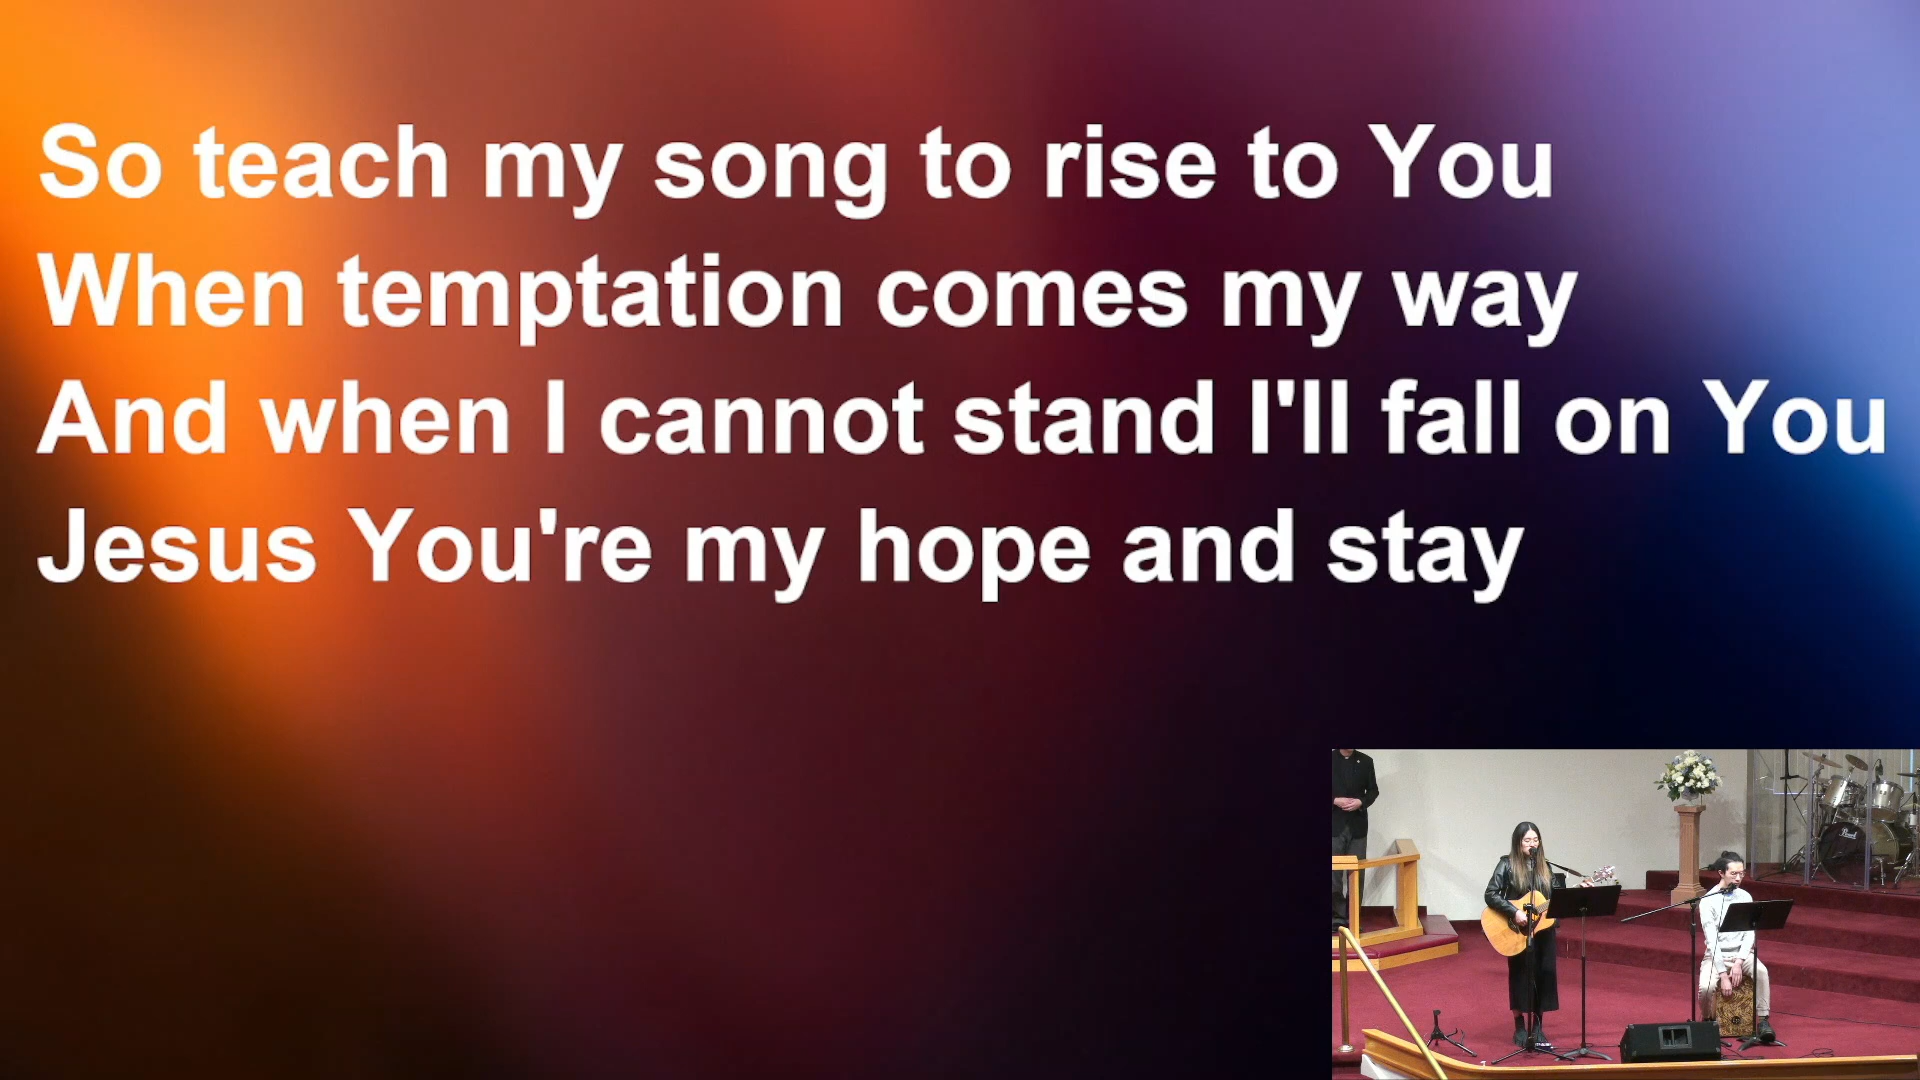 So teach my song to rise to You
When temptation comes my way
And when I cannot stand I'll fall on You
Jesus You're my hope and stay
Pearl